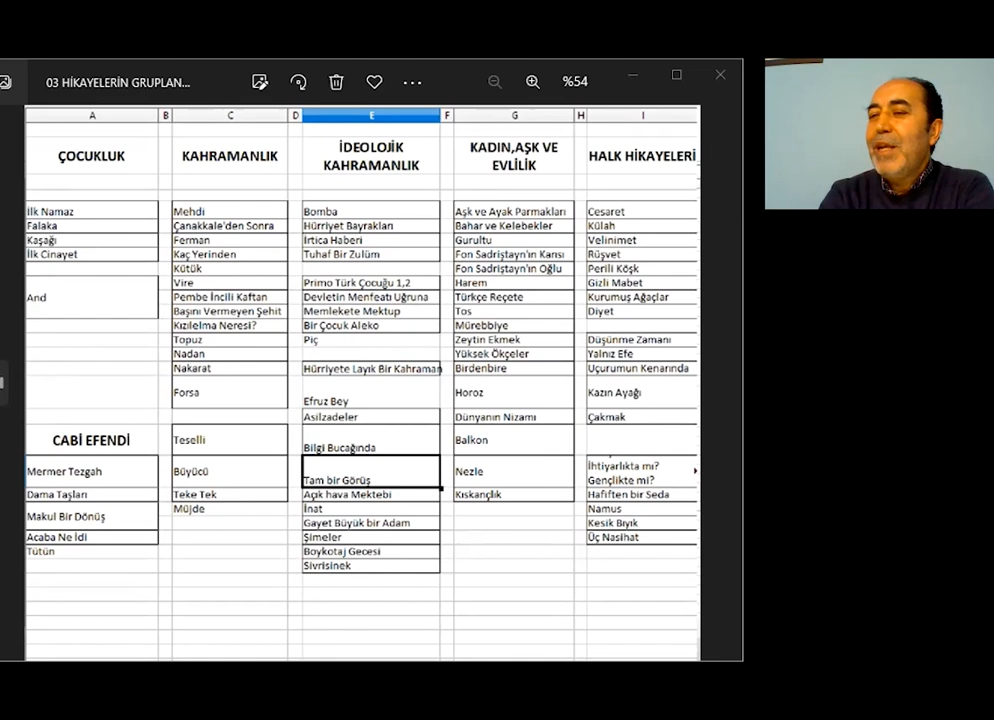 03 HİKAYELERİN GRUPLAN...
%54
A B C D E F G H I
ÇOCUKLUK
İlk Namaz
Falaka
Kaşağı
İlk Cinayet
And
CABİ EFENDİ
Mermer Tezgah
Dama Taşları
Makul Bir Dönüş
Acaba Ne İdi
Tütün
KAHRAMANLIK
Mehdi
Çanakkale'den Sonra
Ferman
Kaç Yerinden
Kütük
Vire
Pembe İncili Kaftan
Başını Vermeyen Şehit
Kızılelma Neresi?
Topuz
Nadan
Nakarat
Forsa
Teselli
Büyücü
Teke Tek
Müjde
İDEOLOJİK
KAHRAMANLIK
Bomba
Hürriyet Bayrakları
İrtica Haberi
Tuhaf Bir Zulüm
Primo Türk Çocuğu 1,2
Devletin Menfeatı Uğruna
Memlekete Mektup
Bir Çocuk Aleko
Piç
Hürriyete Layık Bir Kahraman
Efruz Bey
Asilzadeler
Bilgi Bucağında
Tam bir Görüş
Açık hava Mektebi
İnat
Gayet Büyük bir Adam
Şimeler
Boykotaj Gecesi
Sivrisinek
KADIN,AŞK VE
EVLİLİK
Aşk ve Ayak Parmakları
Bahar ve Kelebekler
Gurultu
Fon Sadriştayn'ın Karısı
Fon Sadriştayn'ın Oğlu
Harem
Türkçe Reçete
Tos
Mürebbiye
Zeytin Ekmek
Yüksek Ökçeler
Birdenbire
Horoz
Dünyanın Nizamı
Balkon
Nezle
Kıskançlık
HALK HİKAYELERİ
Cesaret
Külah
Velinimet
Rüşvet
Perili Köşk
Gizli Mabet
Kurumuş Ağaçlar
Diyet
Düşünme Zamanı
Yalnız Efe
Uçurumun Kenarında
Kazın Ayağı
Çakmak
İhtiyarlıkta mı?
Gençlikte mi?
Hafiften bir Seda
Namus
Kesik Bıyık
Üç Nasihat